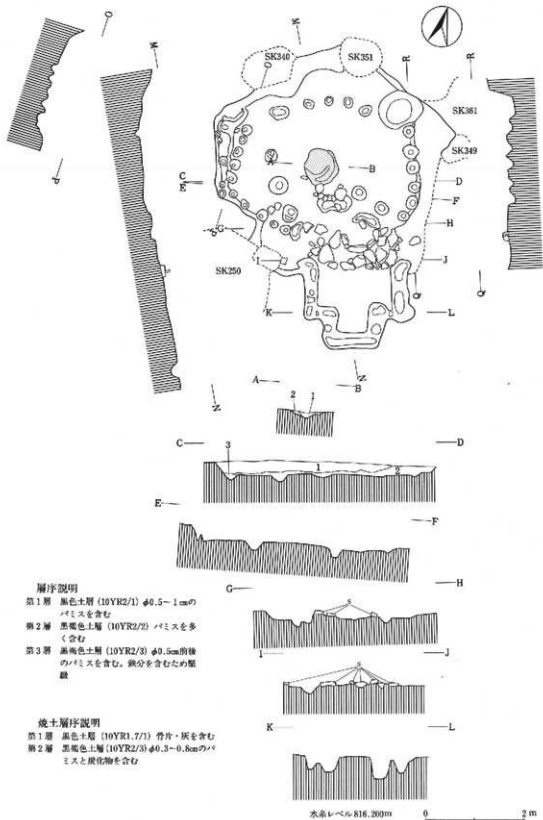 O
M
K
SK340
SK351
R
R
SK361
SK349
A
B
C
E
D
F
P
G
H
I
J
SK250
Q
Q
K
L
N
N
A
B
2 1
C
D
3
1
2
E
F
G
H
s
I
J
s
K
L
層序説明
第1層 黒色土層 (10YR2/1) φ0.5~1㎝の
パミスを含む
第2層 黒褐色土層 (10YR2/2) パミスを多
く含む
第3層 黒褐色土層 (10YR2/3) φ0.5㎝前後
のパミスを含む。鉄分を含むため堅
緻
焼土層序説明
第1層 黒色土層 (10YR1.7/1) 骨片・灰を含む
第2層 黒褐色土層 (10YR2/3) φ0.3~0.8㎝のパ
ミスと炭化物を含む
水糸レベル816.200m
0 2m